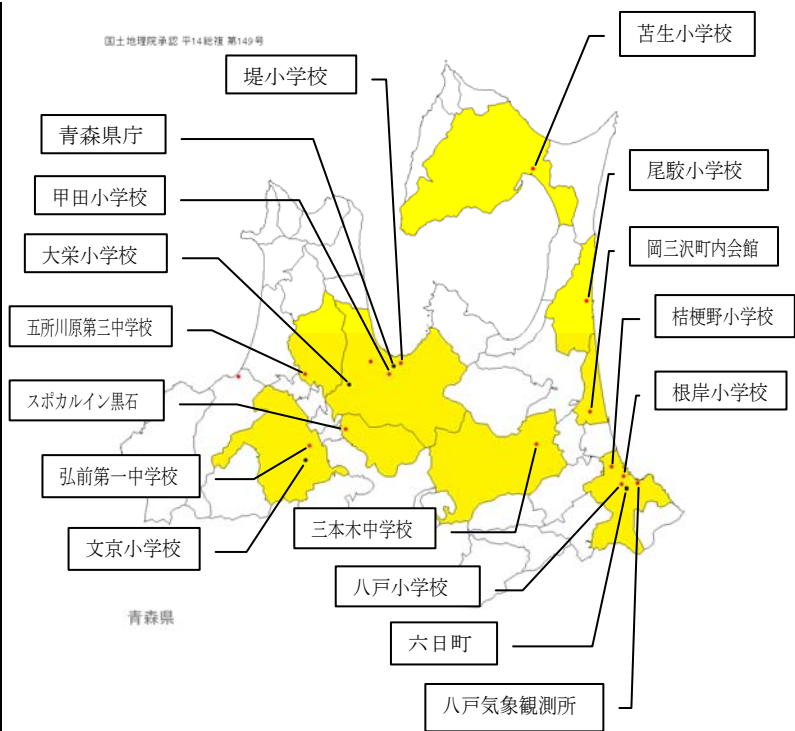 国土地理院承認 平14総複 第149号
苫生小学校
堤小学校
青森県庁
尾駮小学校
甲田小学校
岡三沢町内会館
大栄小学校
桔梗野小学校
五所川原第三中学校
根岸小学校
スポカルイン黒石
弘前第一中学校
三本木中学校
文京小学校
八戸小学校
青森県
六日町
八戸気象観測所